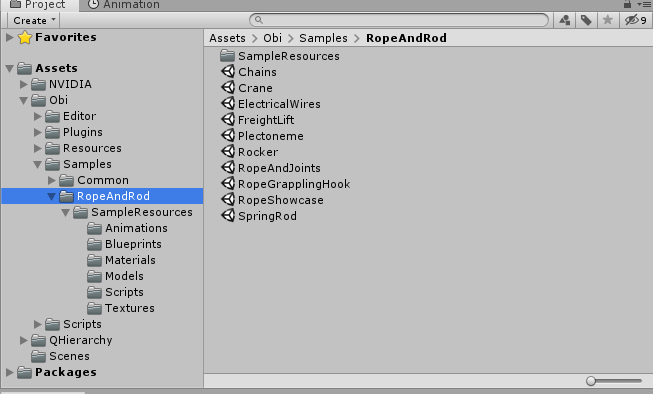 Project Animation
Create 9
Favorites
Assets > Obi > Samples > RopeAndRod
Assets
NVIDIA
Obi
Editor
Plugins
Resources
Samples
Common
RopeAndRod
SampleResources
Animations
Blueprints
Materials
Models
Scripts
Textures
Scripts
QHierarchy
Scenes
Packages
SampleResources
Chains
Crane
ElectricalWires
FreightLift
Plectoneme
Rocker
RopeAndJoints
RopeGrapplingHook
RopeShowcase
SpringRod